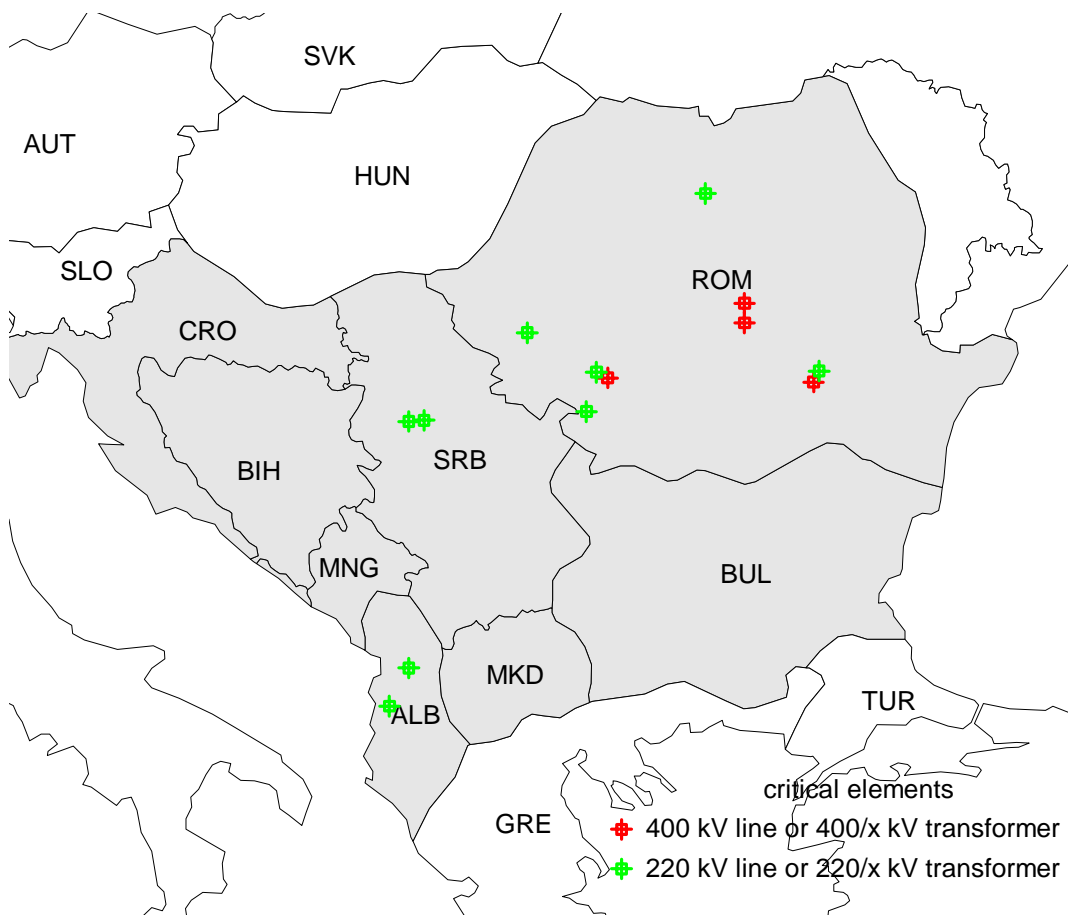 SVK
AUT
HUN
SLO
ROM
CRO
SRB
BIH
MNG
BUL
MKD
ALB
TUR
critical elements
GRE
400 kV line or 400/x kV transformer
220 kV line or 220/x kV transformer